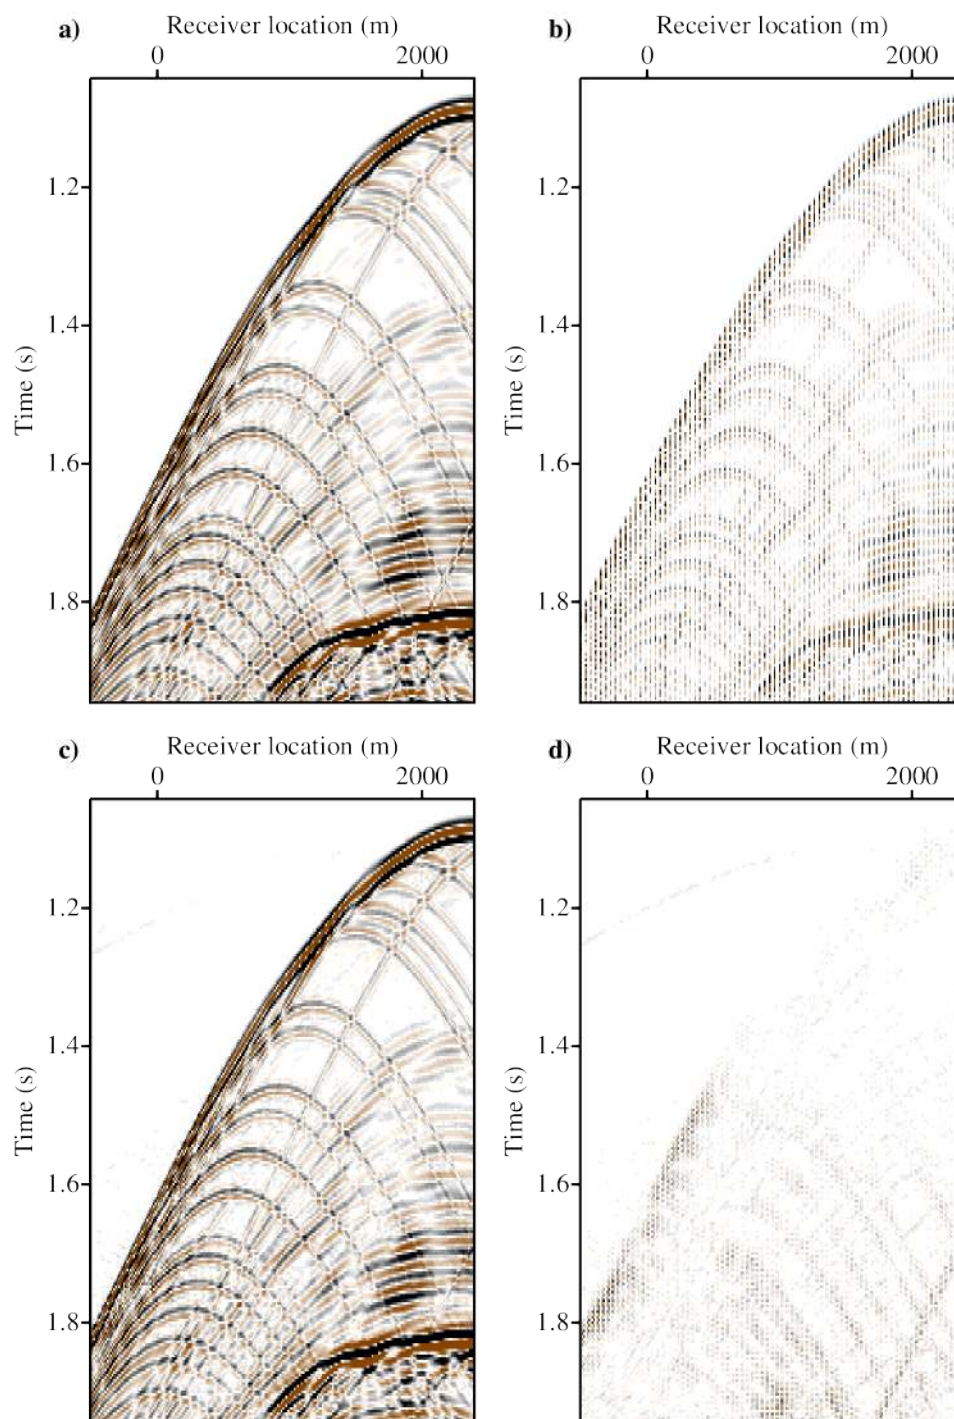 a) Receiver location (m)
0 2000
Time (s)
1.2
1.4
1.6
1.8
b) Receiver location (m)
0 2000
Time (s)
1.2
1.4
1.6
1.8
c) Receiver location (m)
0 2000
Time (s)
1.2
1.4
1.6
1.8
d) Receiver location (m)
0 2000
Time (s)
1.2
1.4
1.6
1.8